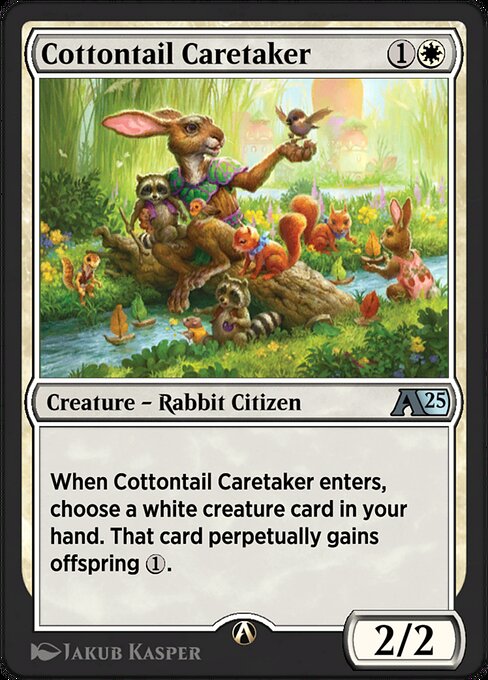 Cottontail Caretaker 1
Creature – Rabbit Citizen A25
When Cottontail Caretaker enters,
choose a white creature card in your
hand. That card perpetually gains
offspring 1.
2/2
Jakub Kasper